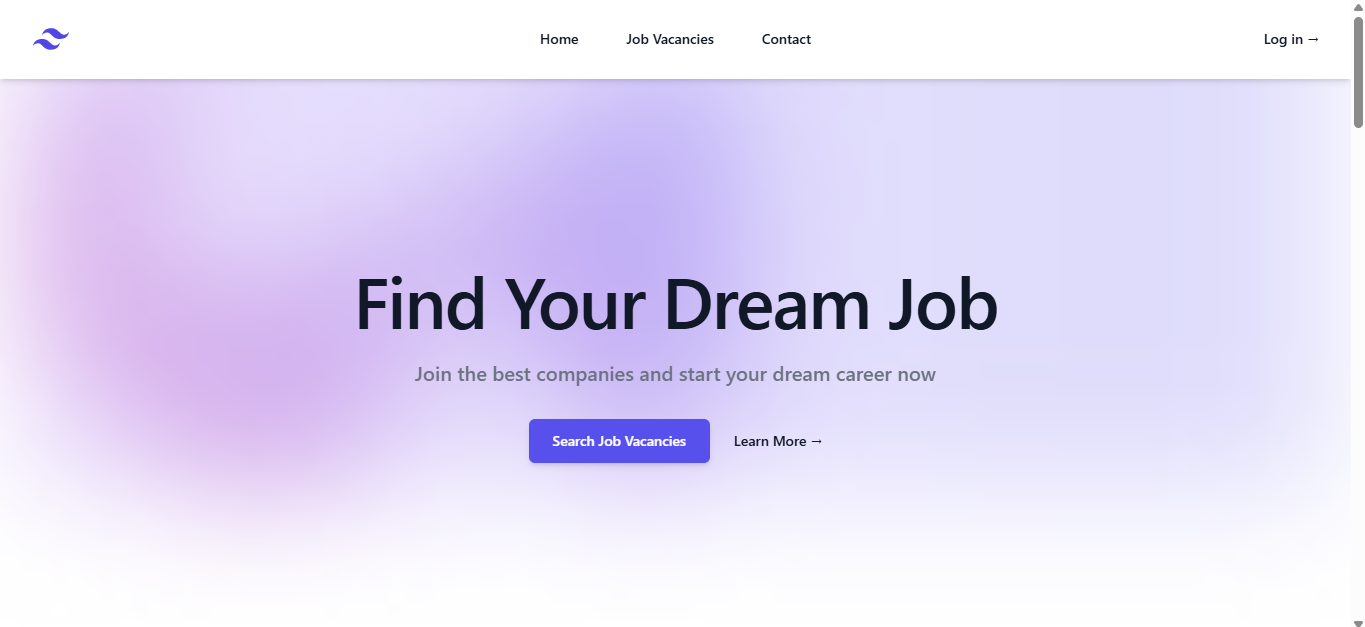 Home Job Vacancies Contact Log in →
Find Your Dream Job
Join the best companies and start your dream career now
Search Job Vacancies Learn More →